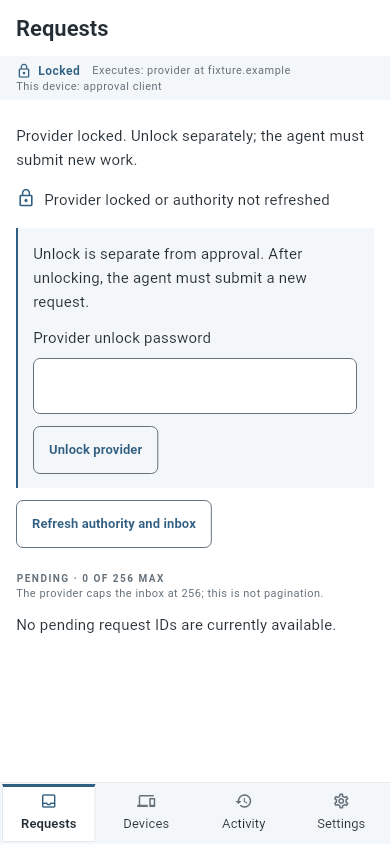 Requests
Locked Executes: provider at fixture.example
This device: approval client
Provider locked. Unlock separately; the agent must
submit new work.
Provider locked or authority not refreshed
Unlock is separate from approval. After
unlocking, the agent must submit a new
request.
Provider unlock password
Unlock provider
Refresh authority and inbox
PENDING · 0 OF 256 MAX
The provider caps the inbox at 256; this is not pagination.
No pending request IDs are currently available.
Requests Devices Activity Settings